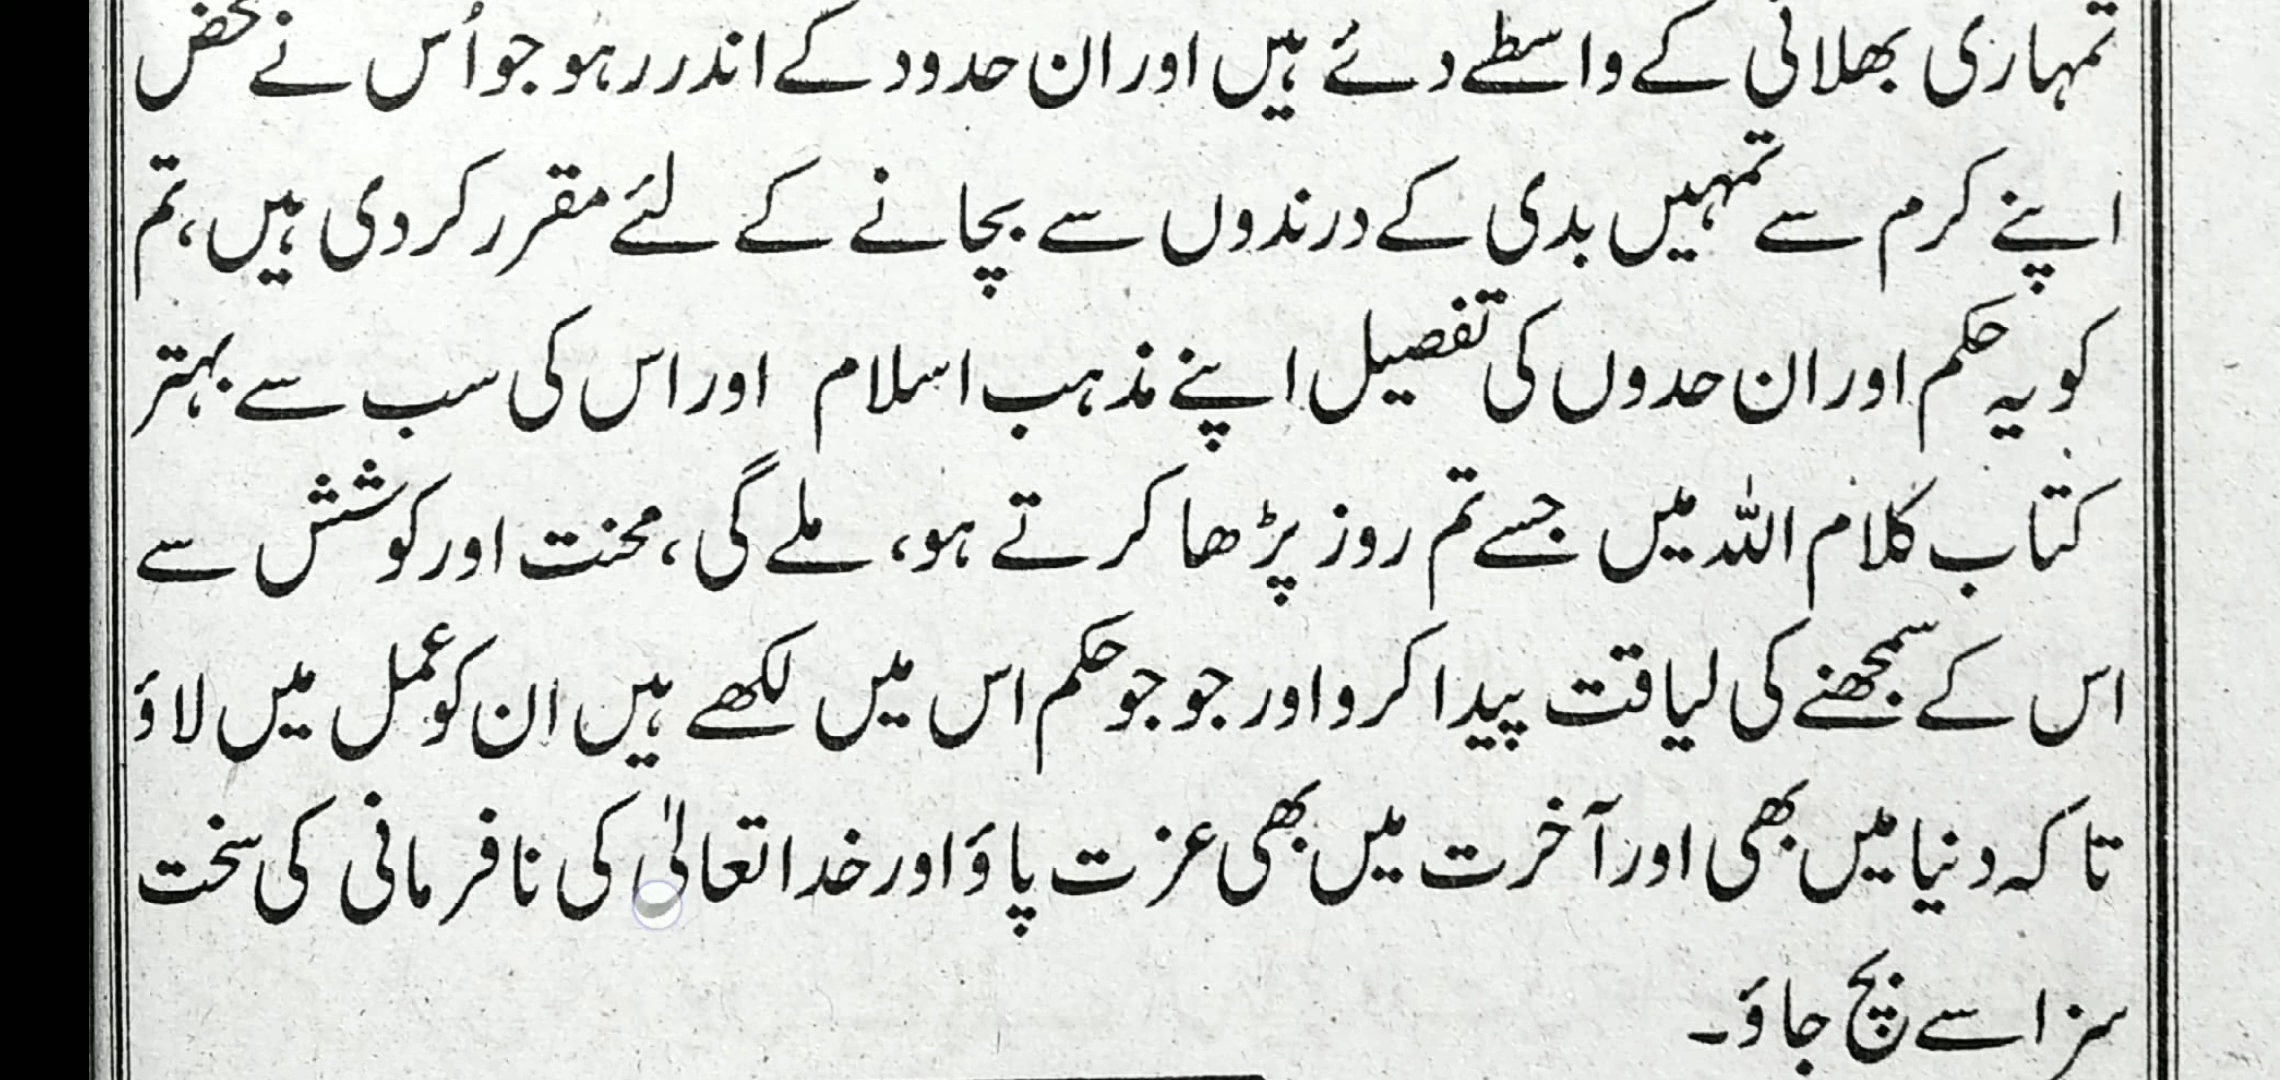 تمہاری بھلائی کے واسطے دئے ہیں اور ان حدود کے اندر رہو جو اُس نے محض
اپنے کرم سے تمہیں بدی کے درندوں سے بچانے کے لئے مقرر کردی ہیں، تم
کو یہ حکم اور ان حدوں کی تفصیل اپنے مذہب اسلام اور اس کی سب سے بہتر
کتاب کلام اللہ میں جسے تم روز پڑھا کرتے ہو، ملے گی، محنت اور کوشش سے
اس کے سمجھنے کی لیاقت پیدا کرو اور جو جو حکم اس میں لکھے ہیں ان کو عمل میں لاؤ
تاکہ دنیا میں بھی اور آخرت میں بھی عزت پاؤ اور خدا تعالیٰ کی نافرمانی کی سخت
سزا سے بچ جاؤ۔